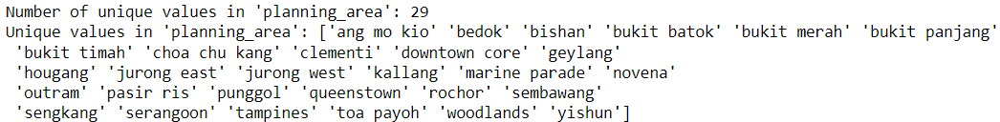 Number of unique values in 'planning_area': 29
Unique values in 'planning_area': ['ang mo kio' 'bedok' 'bishan' 'bukit batok' 'bukit merah' 'bukit panjang'
'bukit timah' 'choa chu kang' 'clementi' 'downtown core' 'geylang'
'hougang' 'jurong east' 'jurong west' 'kallang' 'marine parade' 'novena'
'outram' 'pasir ris' 'punggol' 'queenstown' 'rochor' 'sembawang'
'sengkang' 'serangoon' 'tampines' 'toa payoh' 'woodlands' 'yishun']